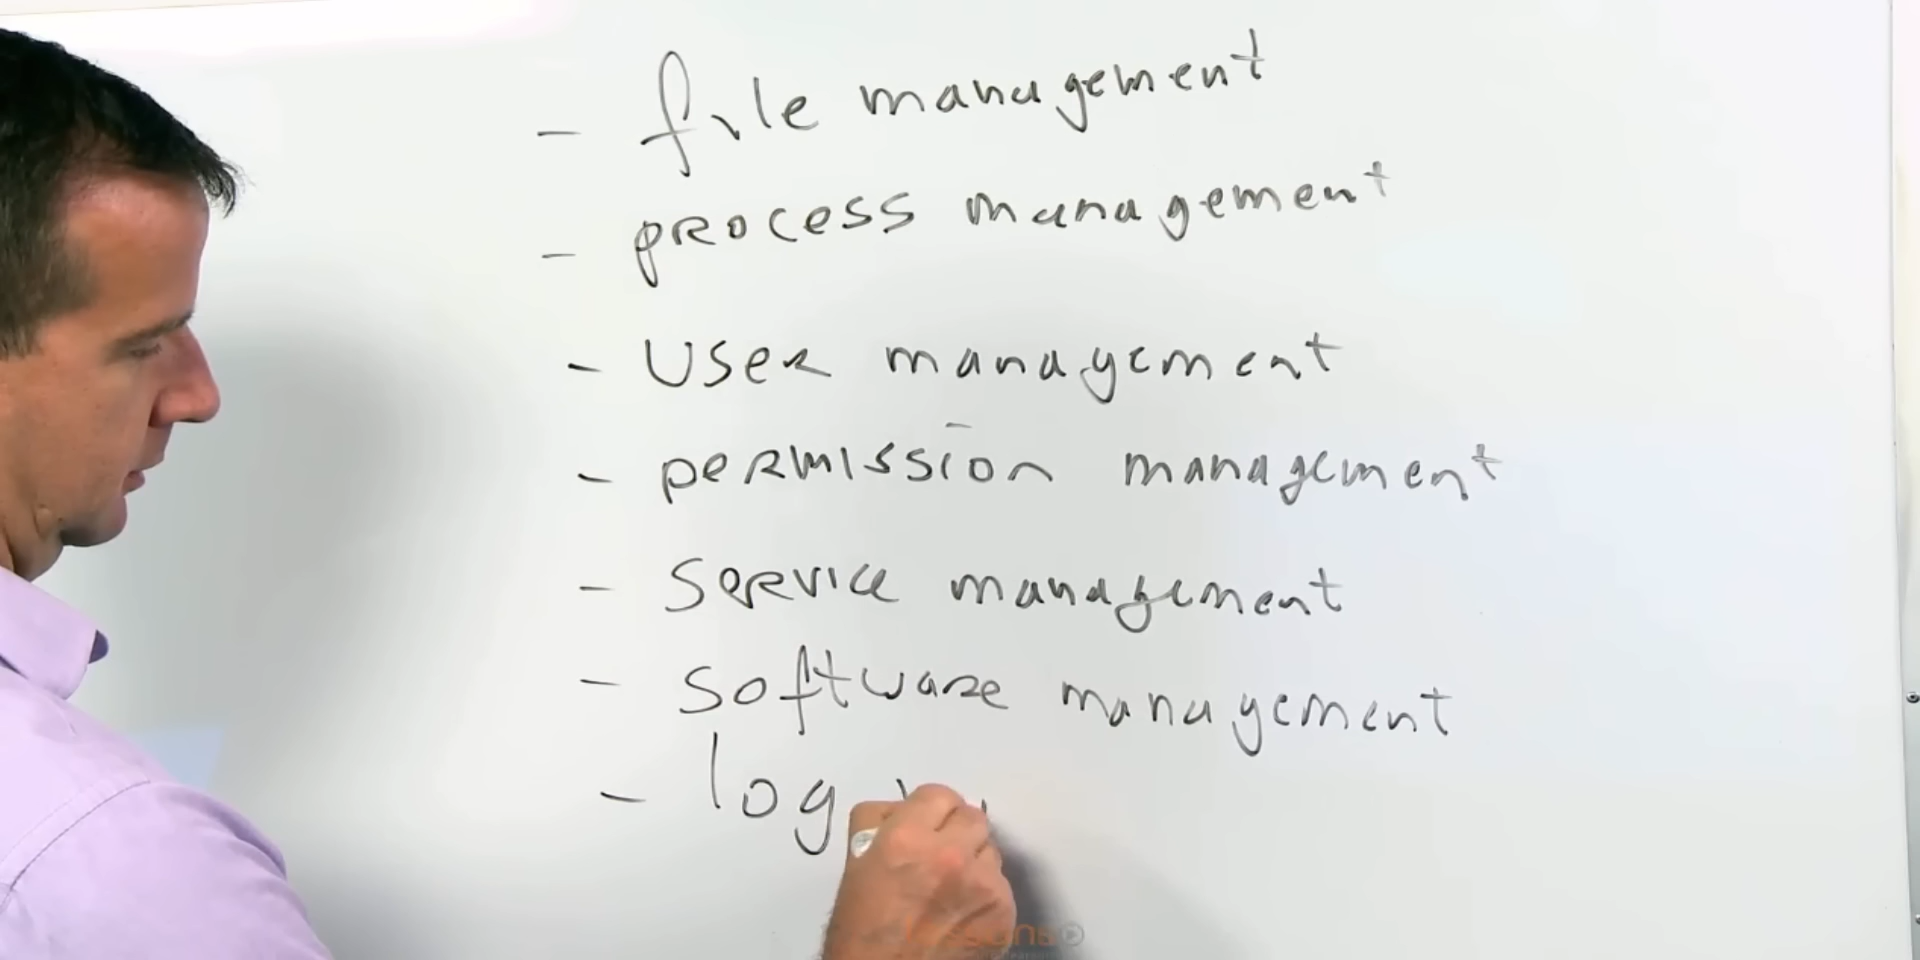 - file management
- process management
- User management
- permission management
- Service management
- Software management
- log